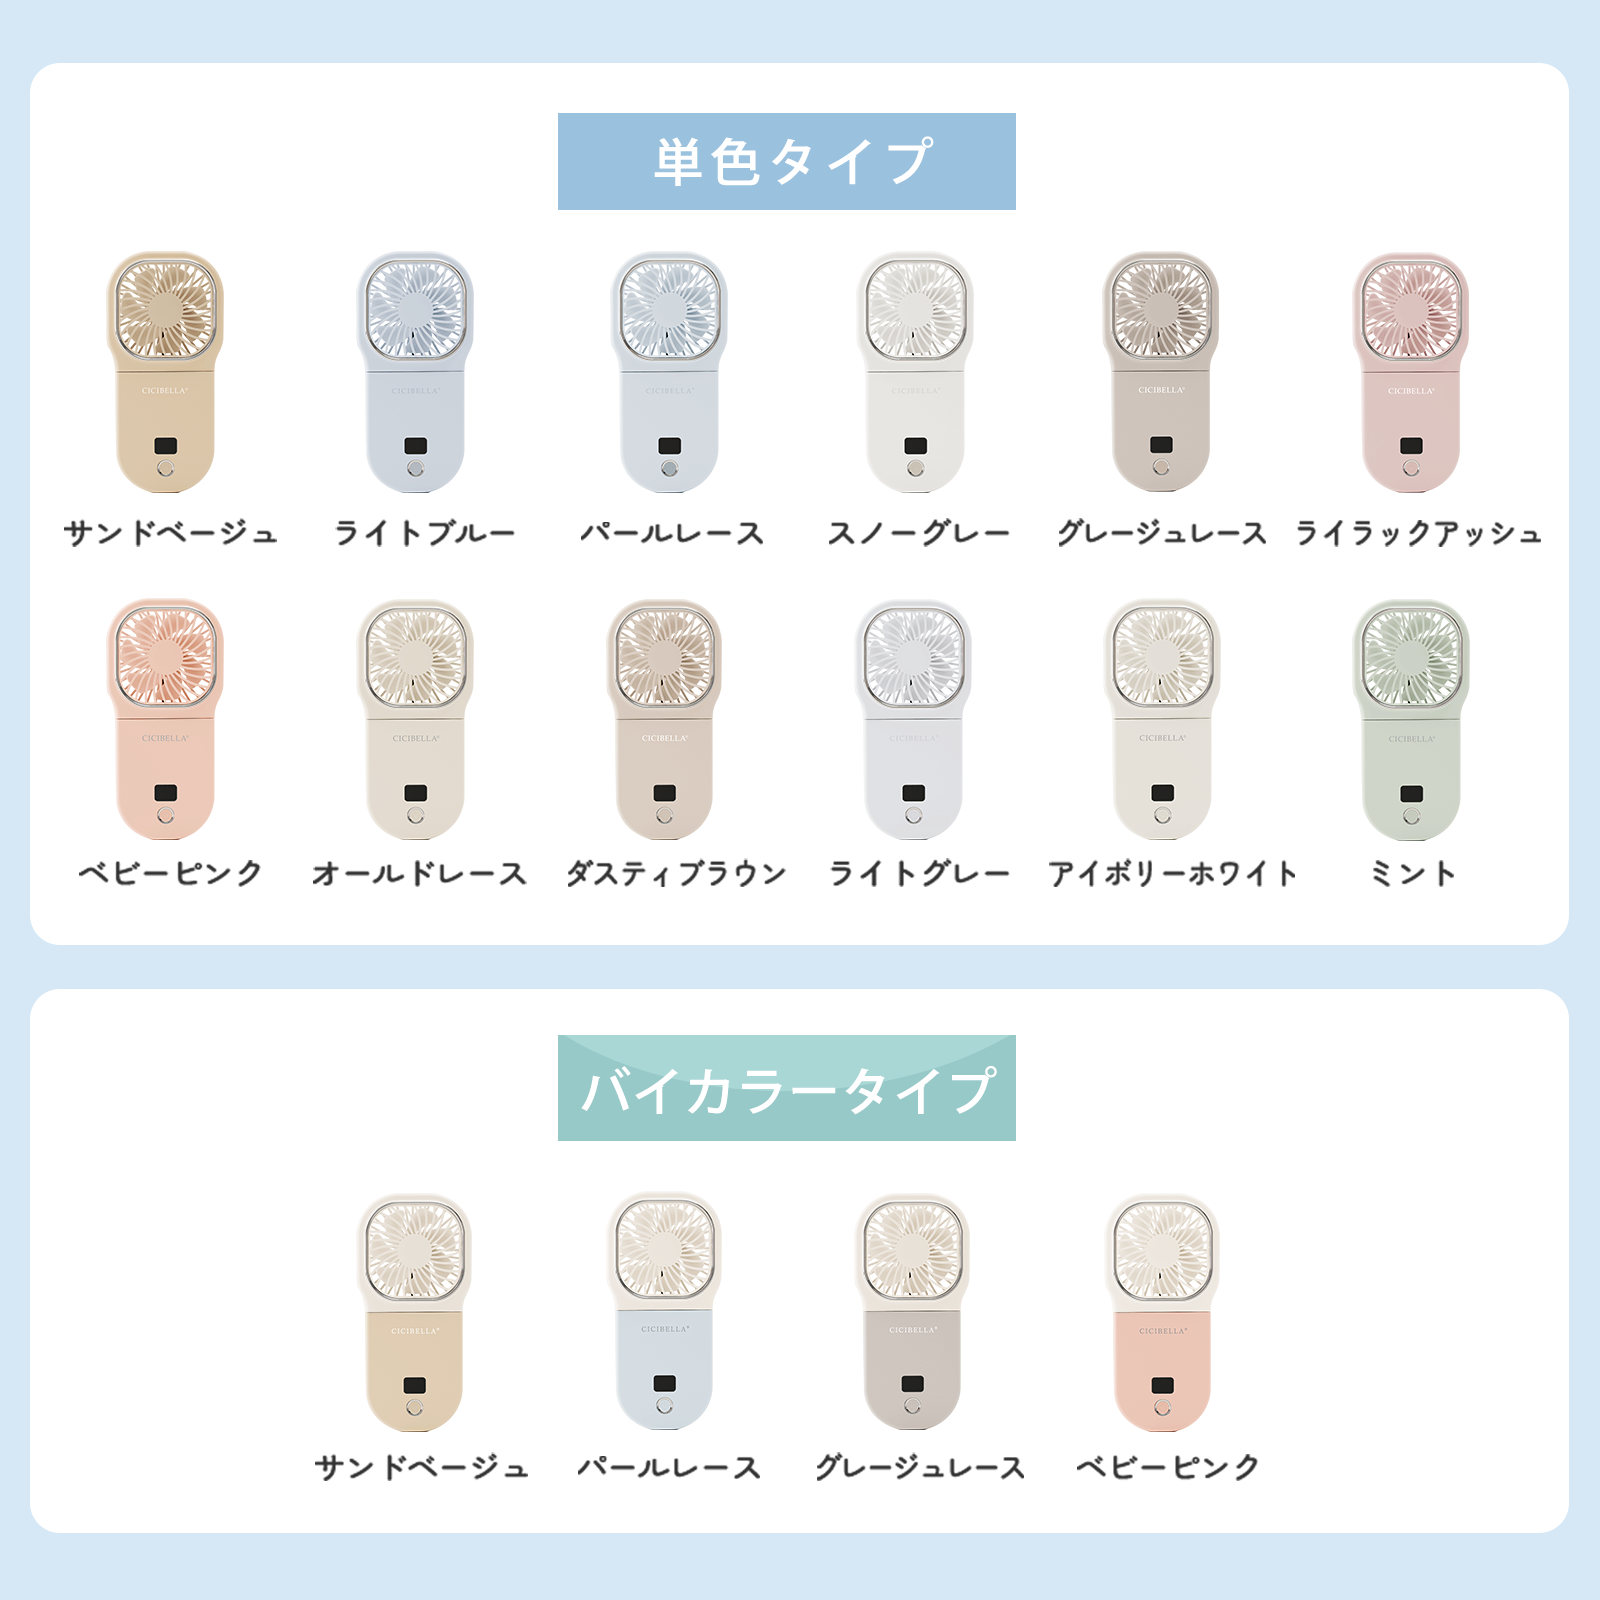 単色タイプ
CICIBELLA® CICIBELLA® CICIBELLA® CICIBELLA® CICIBELLA® CICIBELLA®
サンドベージュ ライトブルー パールレース スノーグレー グレージュレース ライラックアッシュ
CICIBELLA® CICIBELLA® CICIBELLA® CICIBELLA® CICIBELLA® CICIBELLA®
ベビーピンク オールドレース ダスティブラウン ライトグレー アイボリーホワイト ミント
バイカラータイプ
CICIBELLA® CICIBELLA® CICIBELLA® CICIBELLA®
サンドベージュ パールレース グレージュレース ベビーピンク